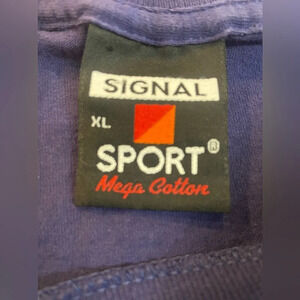 SIGNAL
XL
SPORT®
Mega Cotton